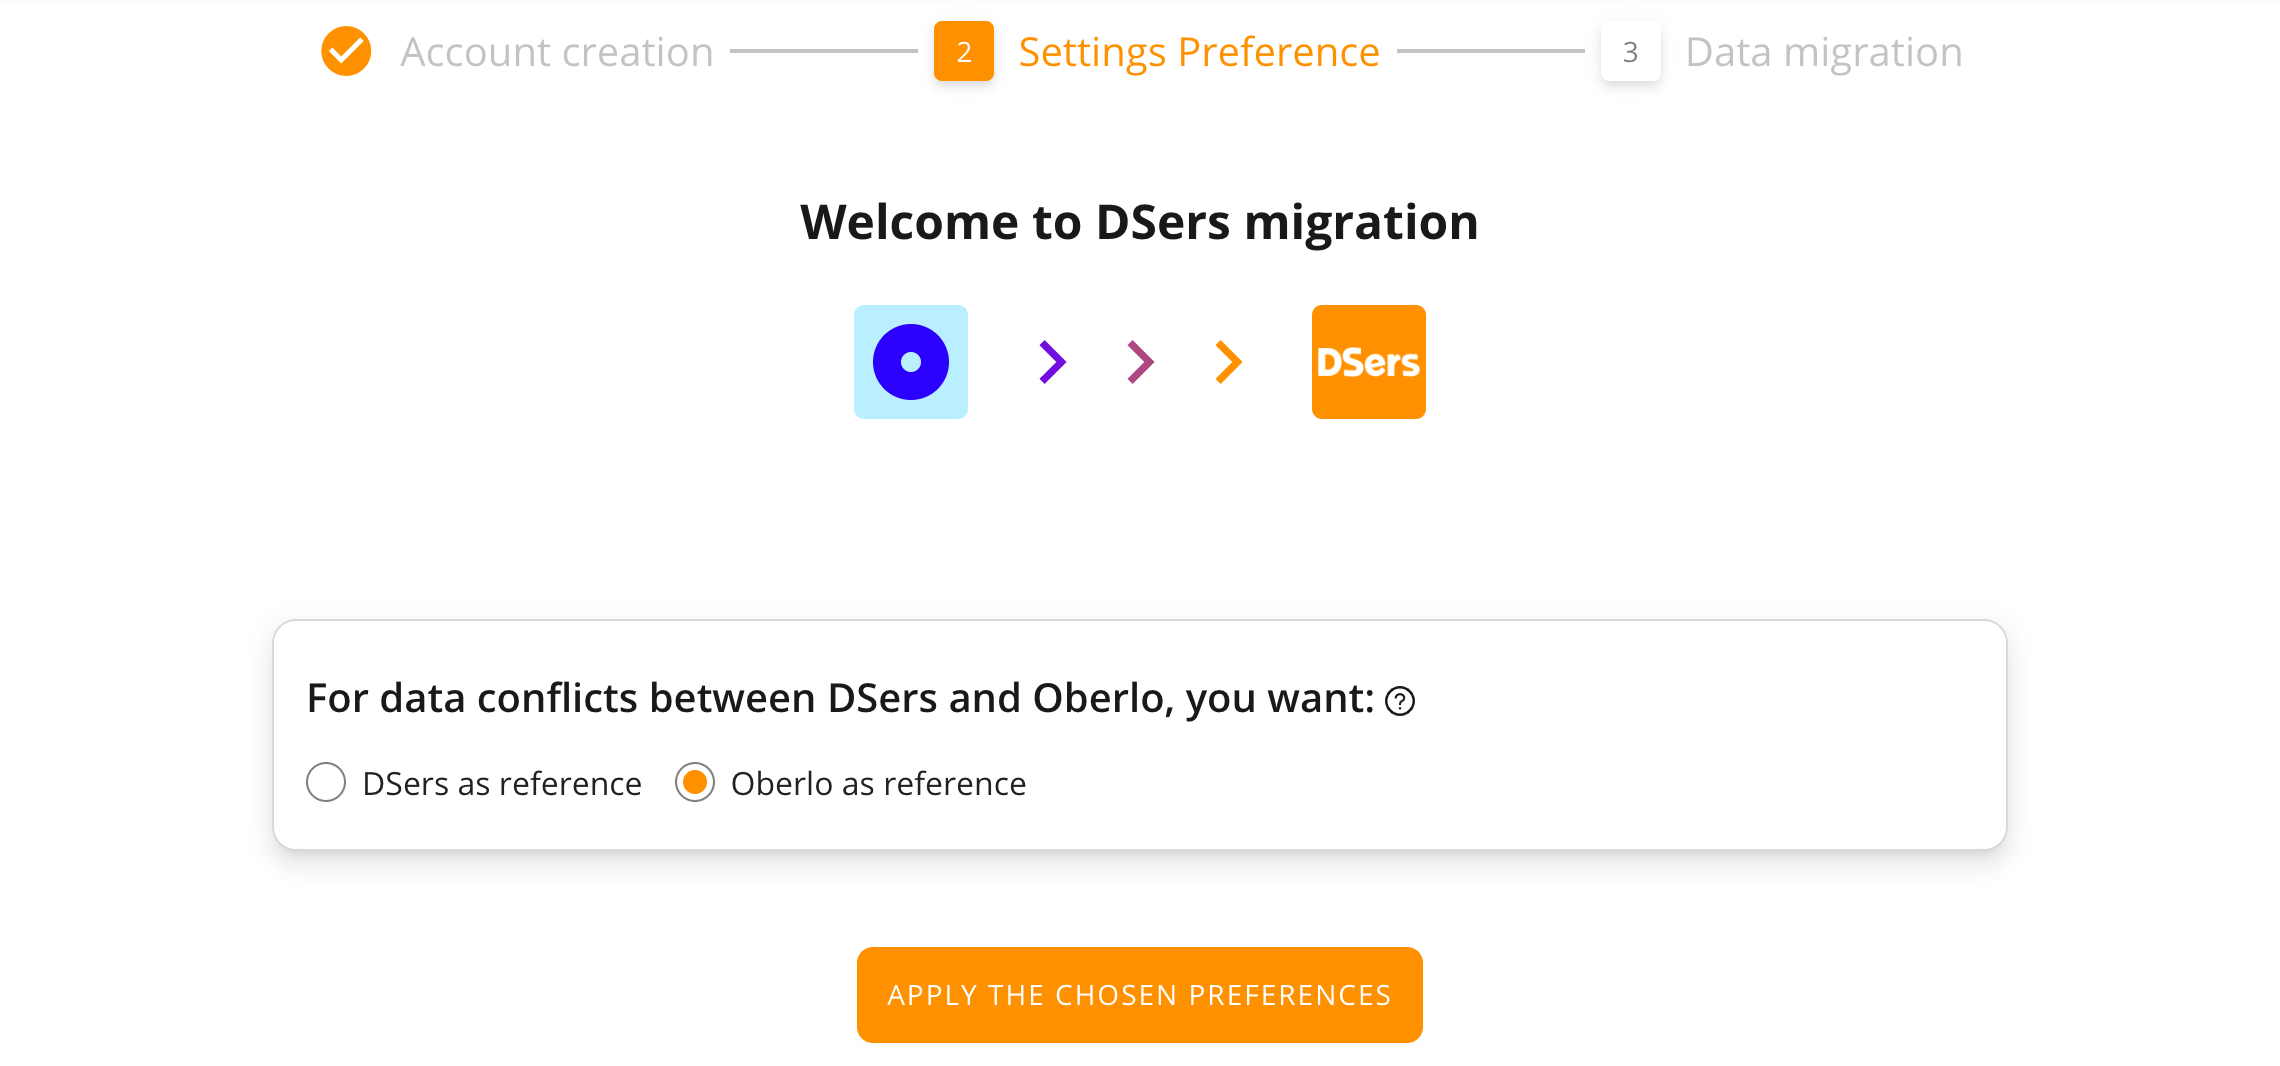 Account creation 2 Settings Preference 3 Data migration
Welcome to DSers migration
DSers
For data conflicts between DSers and Oberlo, you want: ?
DSers as reference Oberlo as reference
APPLY THE CHOSEN PREFERENCES